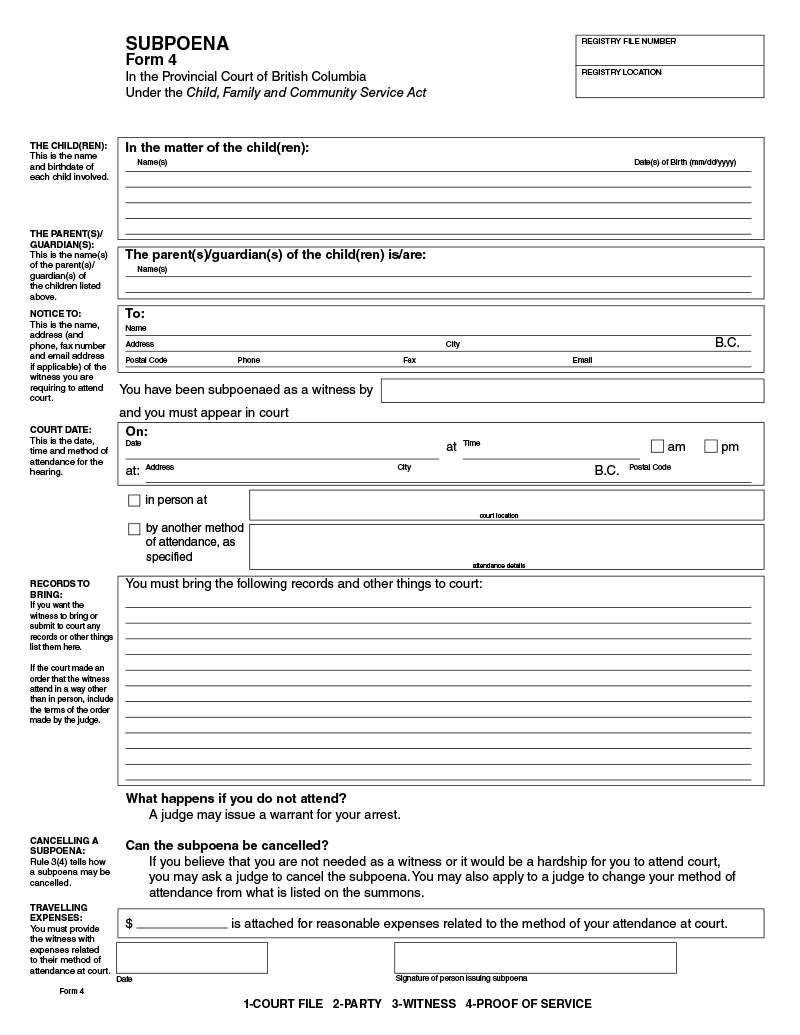 SUBPOENA
Form 4
In the Provincial Court of British Columbia
Under the Child, Family and Community Service Act
REGISTRY FILE NUMBER
REGISTRY LOCATION
THE CHILD(REN):
This is the name
and birthdate of
each child involved.
In the matter of the child(ren):
Name(s) Date(s) of Birth (mm/dd/yyyy)
THE PARENT(S)/
GUARDIAN(S):
This is the name(s)
of the parent(s)/
guardian(s) of
the children listed
above.
The parent(s)/guardian(s) of the child(ren) is/are:
Name(s)
NOTICE TO:
This is the name,
address (and
phone, fax number
and email address
if applicable) of the
witness you are
requiring to attend
court.
To:
Name
Address City B.C.
Postal Code Phone Fax Email
You have been subpoenaed as a witness by
and you must appear in court
COURT DATE:
This is the date,
time and method of
attendance for the
hearing.
On:
Date at Time am pm
at: Address City B.C. Postal Code
in person at
court location
by another method
of attendance, as
specified
attendance details
RECORDS TO
BRING:
If you want the
witness to bring or
submit to court any
records or other things
list them here.
If the court made an
order that the witness
attend in a way other
than in person, include
the terms of the order
made by the judge.
You must bring the following records and other things to court:
What happens if you do not attend?
A judge may issue a warrant for your arrest.
CANCELLING A
SUBPOENA:
Rule 3(4) tells how
a subpoena may be
cancelled.
Can the subpoena be cancelled?
If you believe that you are not needed as a witness or it would be a hardship for you to attend court,
you may ask a judge to cancel the subpoena. You may also apply to a judge to change your method of
attendance from what is listed on the summons.
TRAVELLING
EXPENSES:
You must provide
the witness with
expenses related
to their method of
attendance at court.
$ ____________ is attached for reasonable expenses related to the method of your attendance at court.
Date
Signature of person issuing subpoena
Form 4
1-COURT FILE 2-PARTY 3-WITNESS 4-PROOF OF SERVICE